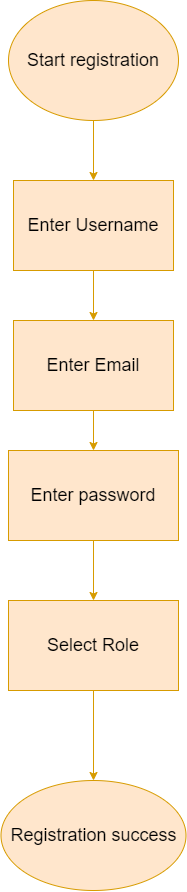 Start registration
Enter Username
Enter Email
Enter password
Select Role
Registration success